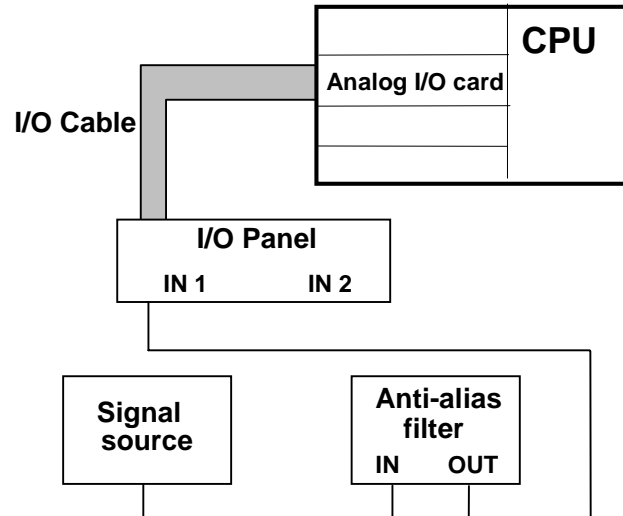 CPU
Analog I/O card
I/O Cable
I/O Panel
IN 1 IN 2
Signal
source
Anti-alias
filter
IN OUT